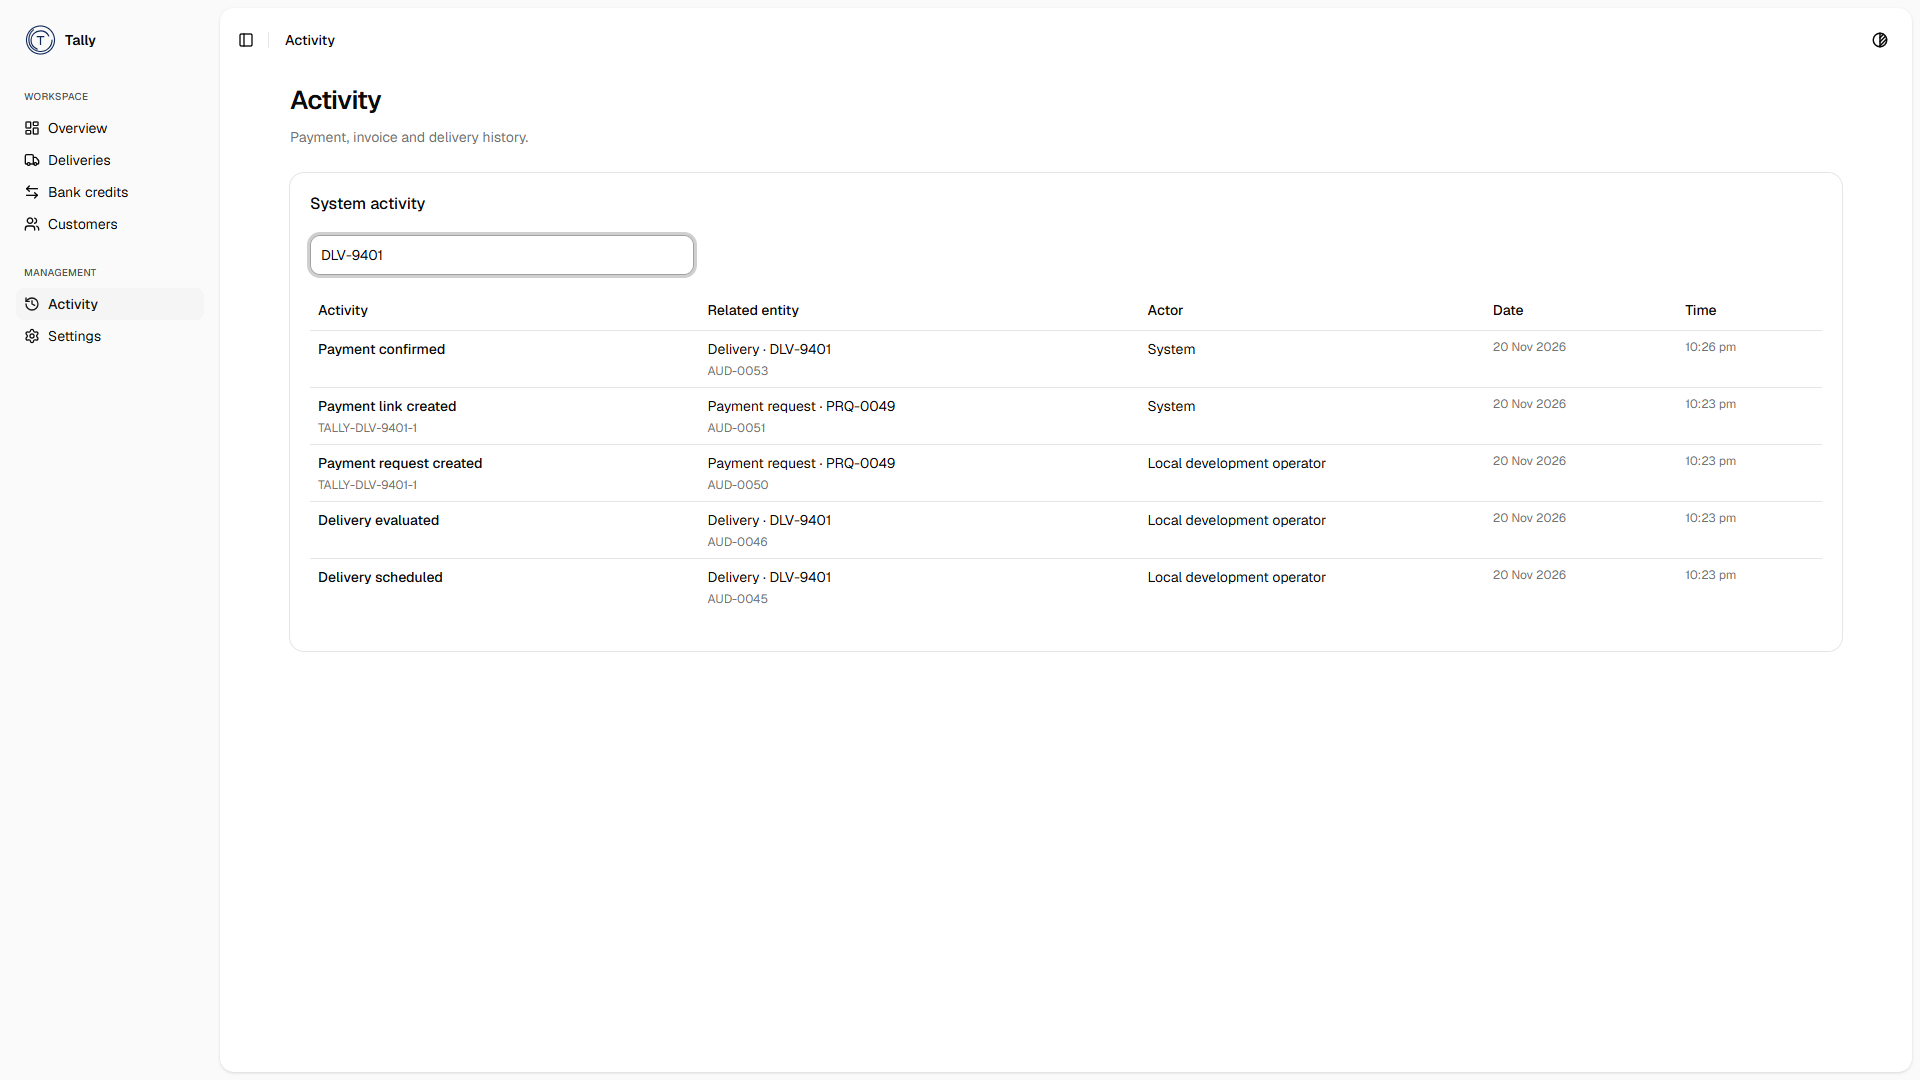 T
Tally
Activity
WORKSPACE
Overview
Deliveries
Bank credits
Customers
MANAGEMENT
Activity
Settings
Activity
Payment, invoice and delivery history.
System activity
DLV-9401
Activity Related entity Actor Date Time
Payment confirmed Delivery · DLV-9401 System 20 Nov 2026 10:26 pm
AUD-0053
Payment link created Payment request · PRQ-0049 System 20 Nov 2026 10:23 pm
TALLY-DLV-9401-1 AUD-0051
Payment request created Payment request · PRQ-0049 Local development operator 20 Nov 2026 10:23 pm
TALLY-DLV-9401-1 AUD-0050
Delivery evaluated Delivery · DLV-9401 Local development operator 20 Nov 2026 10:23 pm
AUD-0046
Delivery scheduled Delivery · DLV-9401 Local development operator 20 Nov 2026 10:23 pm
AUD-0045